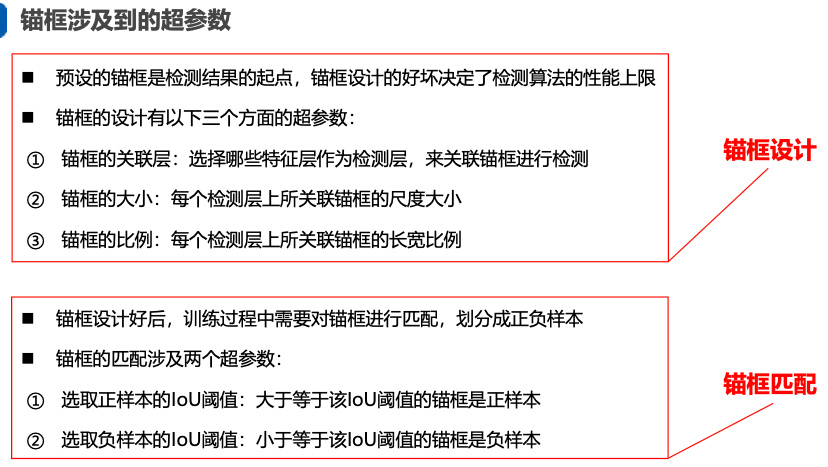 锚框涉及到的超参数
■ 预设的锚框是检测结果的起点，锚框设计的好坏决定了检测算法的性能上限
■ 锚框的设计有以下三个方面的超参数：
① 锚框的关联层：选择哪些特征层作为检测层，来关联锚框进行检测
② 锚框的大小：每个检测层上所关联锚框的尺度大小
③ 锚框的比例：每个检测层上所关联锚框的长宽比例
锚框设计
■ 锚框设计好后，训练过程中需要对锚框进行匹配，划分成正负样本
■ 锚框的匹配涉及两个超参数：
① 选取正样本的IoU阈值：大于等于该IoU阈值的锚框是正样本
② 选取负样本的IoU阈值：小于等于该IoU阈值的锚框是负样本
锚框匹配